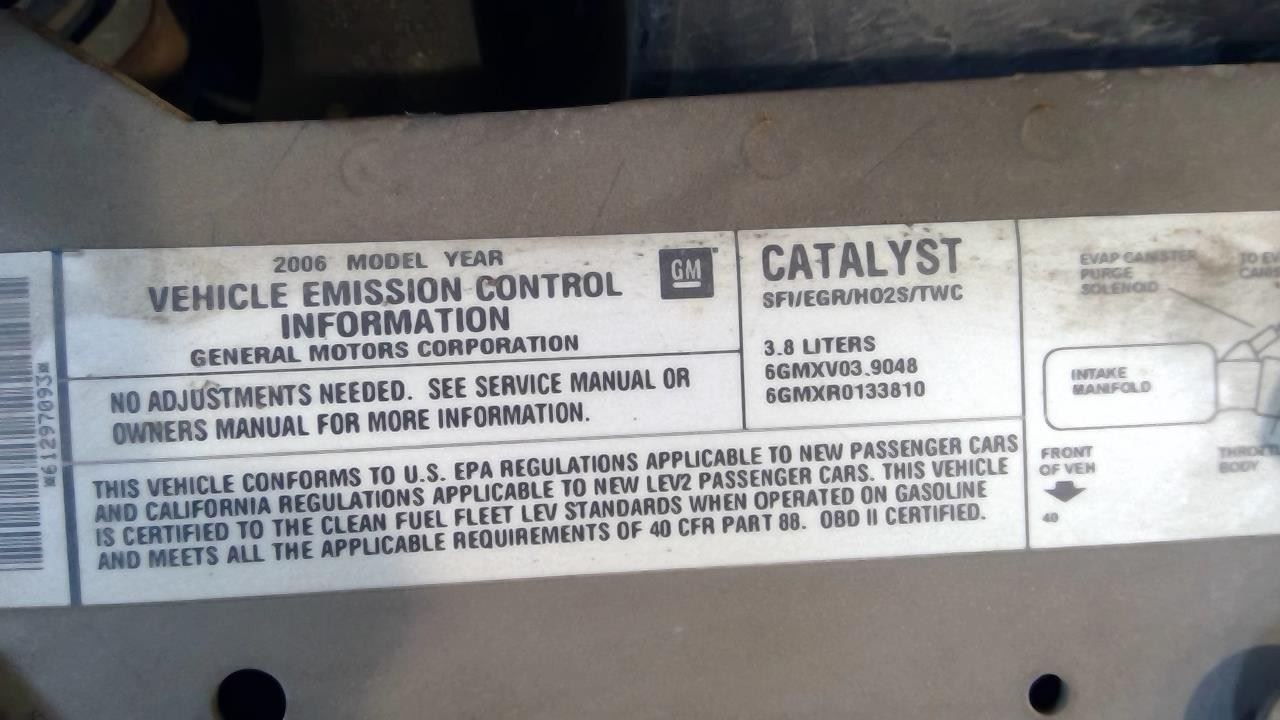 *61297093*
2006 MODEL YEAR
VEHICLE EMISSION CONTROL
INFORMATION
GENERAL MOTORS CORPORATION
GM
NO ADJUSTMENTS NEEDED. SEE SERVICE MANUAL OR
OWNERS MANUAL FOR MORE INFORMATION.
CATALYST
SFI/EGR/HO2S/TWC
3.8 LITERS
6GMXV03.9048
6GMXR0133810
THIS VEHICLE CONFORMS TO U.S. EPA REGULATIONS APPLICABLE TO NEW PASSENGER CARS
AND CALIFORNIA REGULATIONS APPLICABLE TO NEW LEV2 PASSENGER CARS. THIS VEHICLE
IS CERTIFIED TO THE CLEAN FUEL FLEET LEV STANDARDS WHEN OPERATED ON GASOLINE
AND MEETS ALL THE APPLICABLE REQUIREMENTS OF 40 CFR PART 88. OBD II CERTIFIED.
EVAP CANISTER
PURGE
SOLENOID
TO
INTAKE
MANIFOLD
FRONT
OF VEH
40
BODY